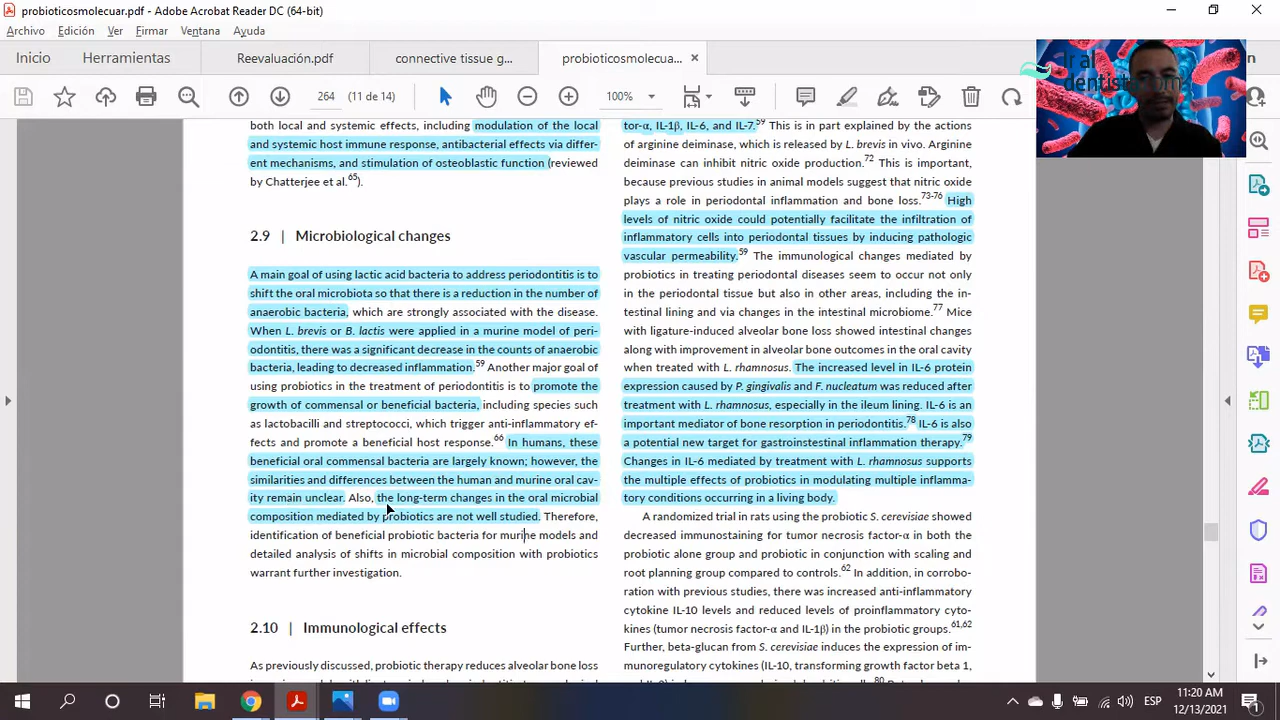 probioticosmolecuar.pdf - Adobe Acrobat Reader DC (64-bit)
Archivo Edición Ver Firmar Ventana Ayuda
Inicio Herramientas Reevaluación.pdf connective tissue g... probioticosmolecua... ×
Ir al
dentista.com
264 (11 de 14) 100%
both local and systemic effects, including modulation of the local
and systemic host immune response, antibacterial effects via differ-
ent mechanisms, and stimulation of osteoblastic function (reviewed
by Chatterjee et al.65).
2.9 | Microbiological changes
A main goal of using lactic acid bacteria to address periodontitis is to
shift the oral microbiota so that there is a reduction in the number of
anaerobic bacteria, which are strongly associated with the disease.
When L. brevis or B. lactis were applied in a murine model of peri-
odontitis, there was a significant decrease in the counts of anaerobic
bacteria, leading to decreased inflammation.59 Another major goal of
using probiotics in the treatment of periodontitis is to promote the
growth of commensal or beneficial bacteria, including species such
as lactobacilli and streptococci, which trigger anti-inflammatory ef-
fects and promote a beneficial host response.66 In humans, these
beneficial oral commensal bacteria are largely known; however, the
similarities and differences between the human and murine oral cav-
ity remain unclear. Also, the long-term changes in the oral microbial
composition mediated by probiotics are not well studied. Therefore,
identification of beneficial probiotic bacteria for murine models and
detailed analysis of shifts in microbial composition with probiotics
warrant further investigation.
2.10 | Immunological effects
As previously discussed, probiotic therapy reduces alveolar bone loss
tor-α, IL-1β, IL-6, and IL-7.59 This is in part explained by the actions
of arginine deiminase, which is released by L. brevis in vivo. Arginine
deiminase can inhibit nitric oxide production.72 This is important,
because previous studies in animal models suggest that nitric oxide
plays a role in periodontal inflammation and bone loss.73-76 High
levels of nitric oxide could potentially facilitate the infiltration of
inflammatory cells into periodontal tissues by inducing pathologic
vascular permeability.59 The immunological changes mediated by
probiotics in treating periodontal diseases seem to occur not only
in the periodontal tissue but also in other areas, including the in-
testinal lining and via changes in the intestinal microbiome.77 Mice
with ligature-induced alveolar bone loss showed intestinal changes
along with improvement in alveolar bone outcomes in the oral cavity
when treated with L. rhamnosus. The increased level in IL-6 protein
expression caused by P. gingivalis and F. nucleatum was reduced after
treatment with L. rhamnosus, especially in the ileum lining. IL-6 is an
important mediator of bone resorption in periodontitis.78 IL-6 is also
a potential new target for gastroinestinal inflammation therapy.79
Changes in IL-6 mediated by treatment with L. rhamnosus supports
the multiple effects of probiotics in modulating multiple inflamma-
tory conditions occurring in a living body.
A randomized trial in rats using the probiotic S. cerevisiae showed
decreased immunostaining for tumor necrosis factor-α in both the
probiotic alone group and probiotic in conjunction with scaling and
root planning group compared to controls.62 In addition, in corrobo-
ration with previous studies, there was increased anti-inflammatory
cytokine IL-10 levels and reduced levels of proinflammatory cyto-
kines (tumor necrosis factor-α and IL-1β) in the probiotic groups.61,62
Further, beta-glucan from S. cerevisiae induces the expression of im-
munoregulatory cytokines (IL-10, transforming growth factor beta 1,
ESP
11:20 AM
12/13/2021